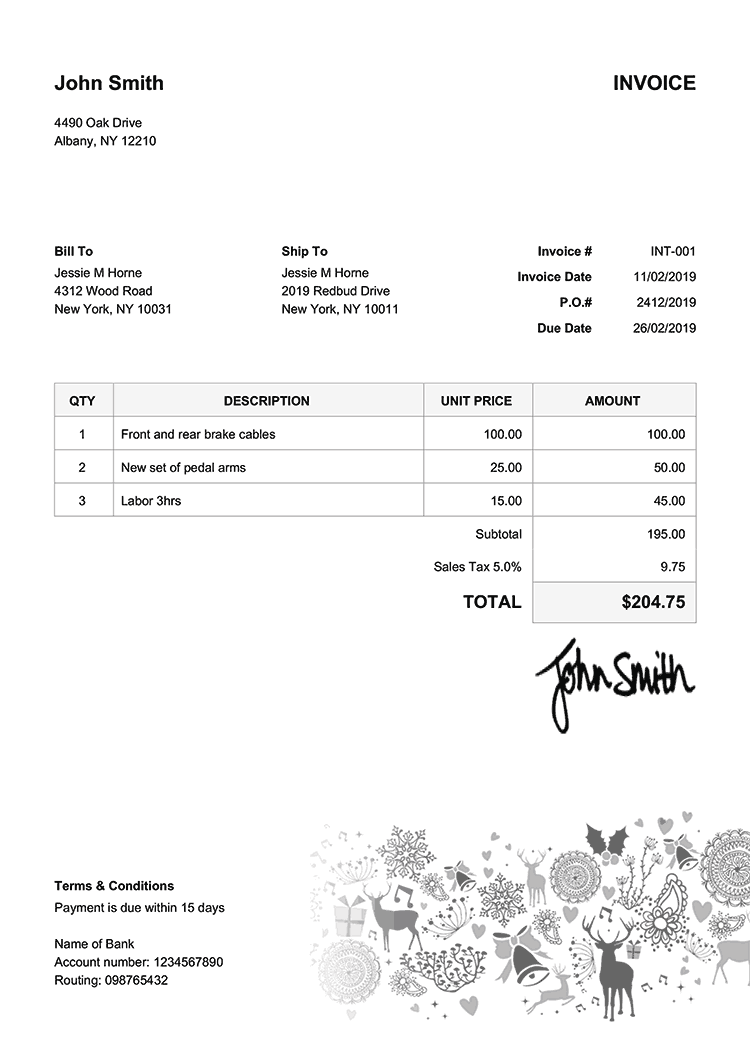 John Smith
INVOICE
4490 Oak Drive
Albany, NY 12210
Bill To
Jessie M Horne
4312 Wood Road
New York, NY 10031
Ship To
Jessie M Horne
2019 Redbud Drive
New York, NY 10011
Invoice # INT-001
Invoice Date 11/02/2019
P.O.# 2412/2019
Due Date 26/02/2019
QTY DESCRIPTION UNIT PRICE AMOUNT
1 Front and rear brake cables 100.00 100.00
2 New set of pedal arms 25.00 50.00
3 Labor 3hrs 15.00 45.00
Subtotal 195.00
Sales Tax 5.0% 9.75
TOTAL $204.75
John Smith
Terms & Conditions
Payment is due within 15 days
Name of Bank
Account number: 1234567890
Routing: 098765432